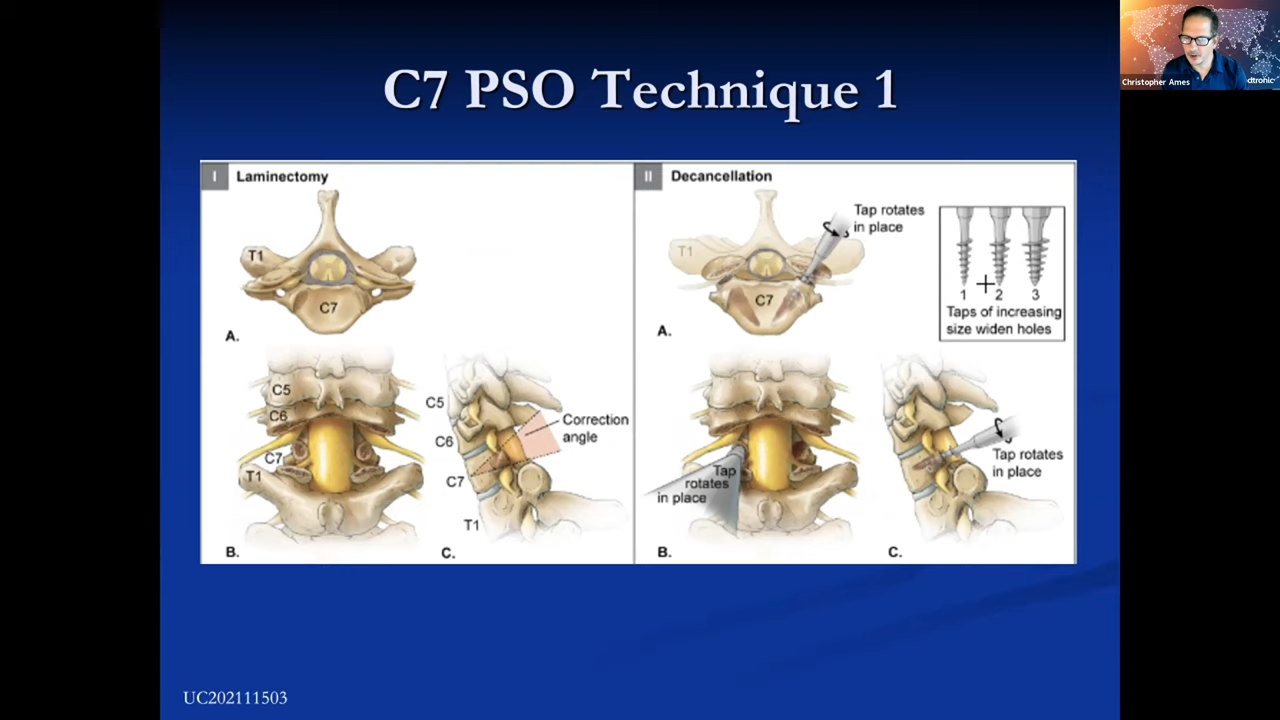 C7 PSO Technique 1
Christopher Ames
dtronic
I
Laminectomy
T1
C7
A.
C5
C6
C7
T1
B.
C5
C6
C7
T1
Correction
angle
C.
II
Decancellation
T1
C7
Tap rotates
in place
A.
1
2
3
Taps of increasing
size widen holes
Tap
rotates
in place
B.
Tap rotates
in place
C.
UC202111503